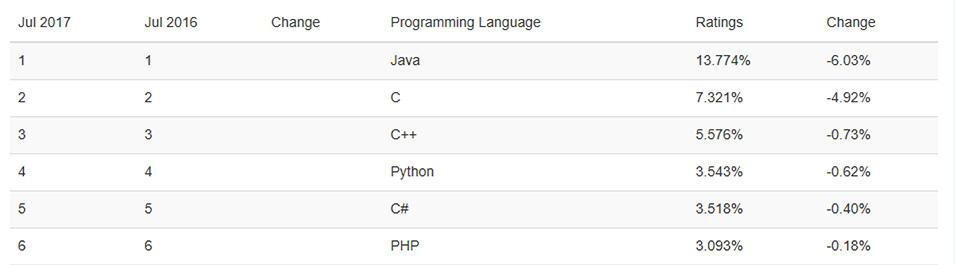 Jul 2017 Jul 2016 Change Programming Language Ratings Change
1 1 Java 13.774% -6.03%
2 2 C 7.321% -4.92%
3 3 C++ 5.576% -0.73%
4 4 Python 3.543% -0.62%
5 5 C# 3.518% -0.40%
6 6 PHP 3.093% -0.18%